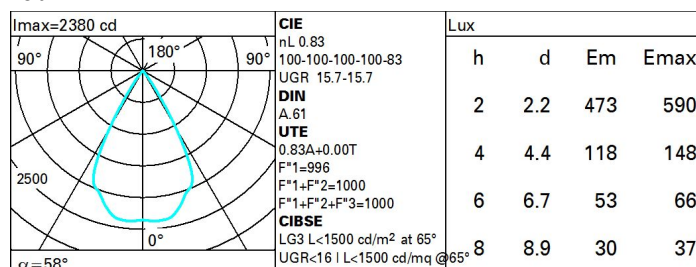 Imax=2380 cd
90° 180° 90°
2500
0°
α=58°
CIE
nL 0.83
100-100-100-100-83
UGR 15.7-15.7
DIN
A.61
UTE
0.83A+0.00T
F"1=996
F"1+F"2=1000
F"1+F"2+F"3=1000
CIBSE
LG3 L<1500 cd/m² at 65°
UGR<16 | L<1500 cd/mq @65°
Lux
h d Em Emax
2 2.2 473 590
4 4.4 118 148
6 6.7 53 66
8 8.9 30 37